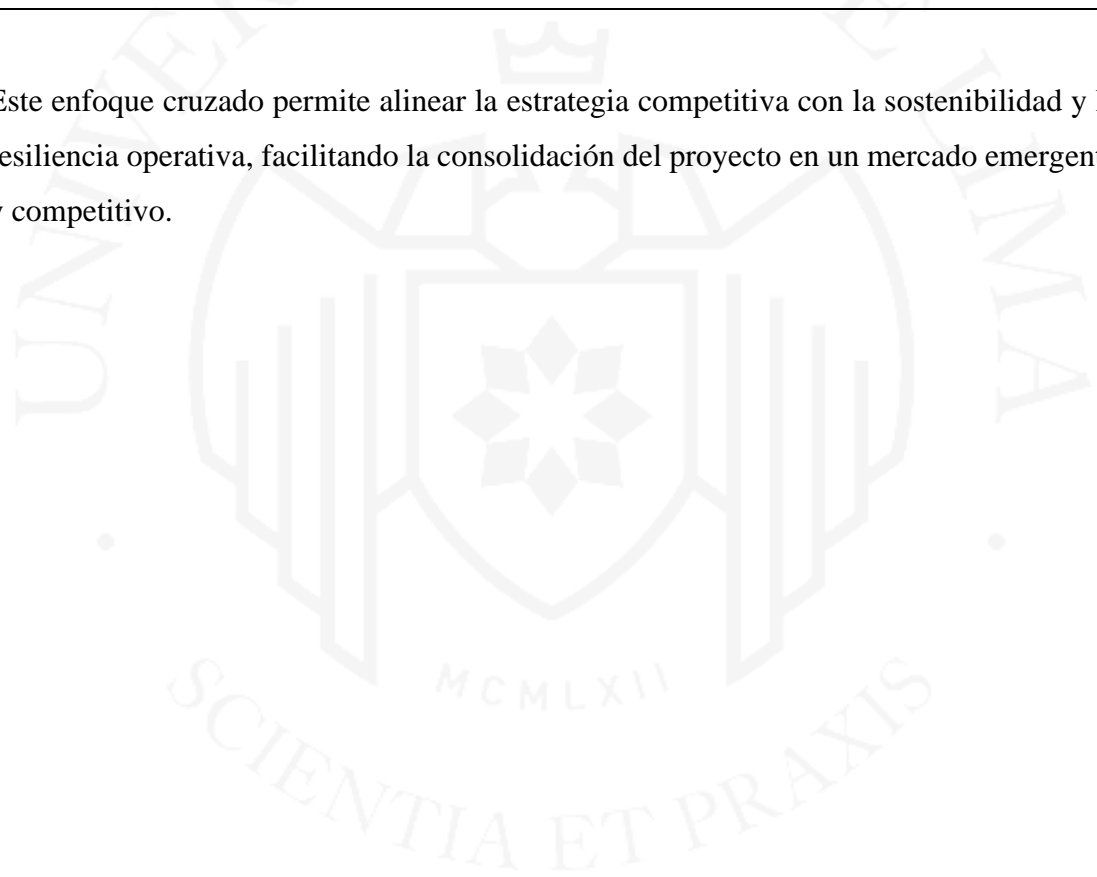 Este enfoque cruzado permite alinear la estrategia competitiva con la sostenibilidad y
esiliencia operativa, facilitando la consolidación del proyecto en un mercado emergent
y competitivo.
MCMLXII
SCIENTIA ET PRAXIS